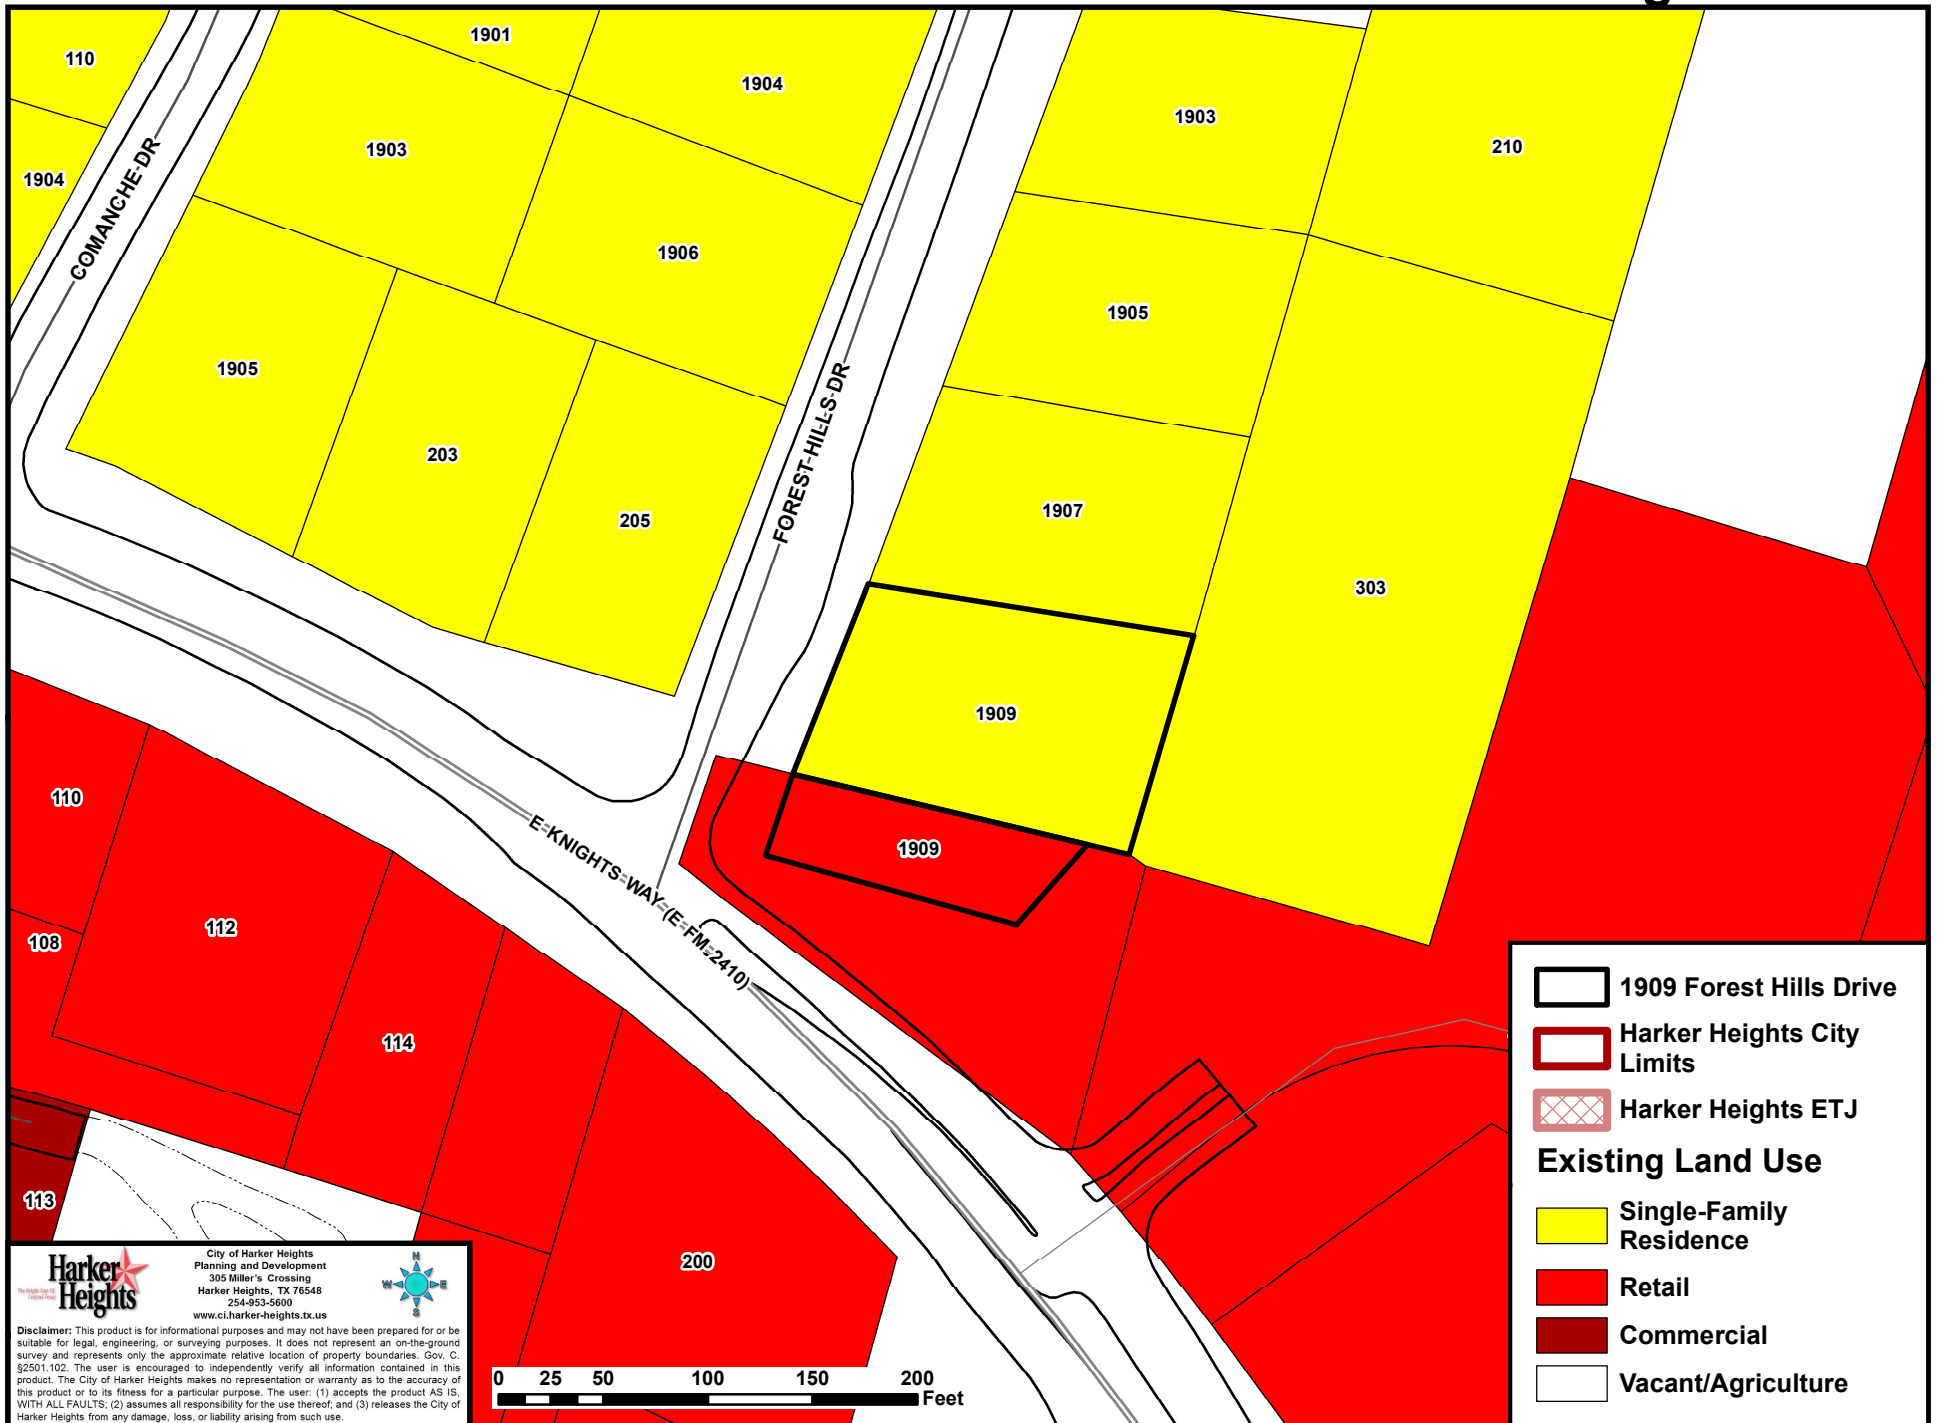 1901
110
1904
1903
210
1903
1904
COMANCHE DR
1906
1905
1905
FOREST HILLS DR
203
1907
205
303
1909
110
1909
E KNIGHTS WAY (E FM 2410)
112
108
114
113
200
1909 Forest Hills Drive
Harker Heights City
Limits
Harker Heights ETJ
Existing Land Use
Single-Family
Residence
Retail
Commercial
Vacant/Agriculture
Harker
Heights
The Bright Star Of
Central Texas
City of Harker Heights
Planning and Development
305 Miller's Crossing
Harker Heights, TX 76548
254-953-5600
www.ci.harker-heights.tx.us
N
W E
S
Disclaimer: This product is for informational purposes and may not have been prepared for or be
suitable for legal, engineering, or surveying purposes. It does not represent an on-the-ground
survey and represents only the approximate relative location of property boundaries. Gov. C.
§2501.102. The user is encouraged to independently verify all information contained in this
product. The City of Harker Heights makes no representation or warranty as to the accuracy of
this product or to its fitness for a particular purpose. The user: (1) accepts the product AS IS,
WITH ALL FAULTS; (2) assumes all responsibility for the use thereof; and (3) releases the City of
Harker Heights from any damage, loss, or liability arising from such use.
0 25 50 100 150 200
Feet